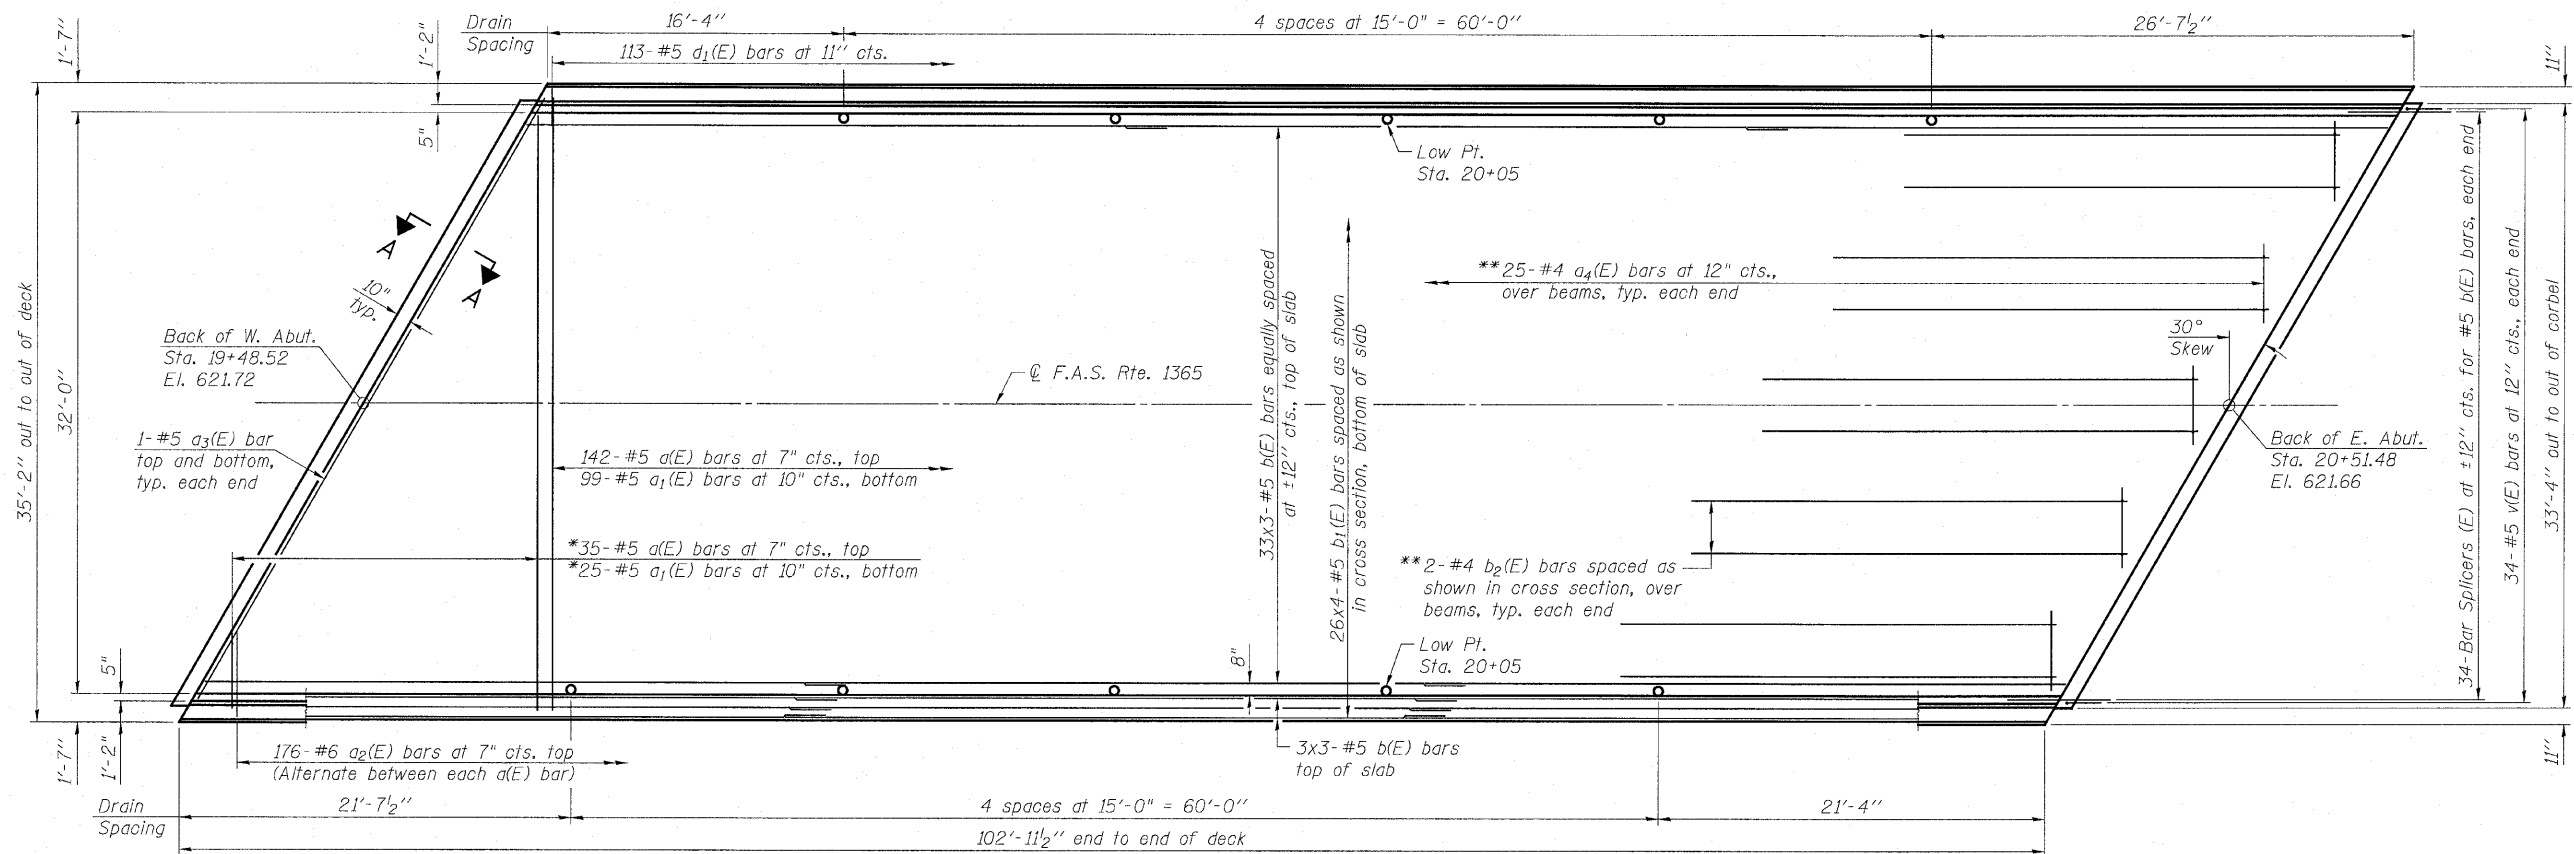 Drain
Spacing
16'-4"
4 spaces at 15'-0" = 60'-0"
26'-7½"
113-#5 d₁(E) bars at 11" cts.
1'-7"
1'-2"
5"
11"
Low Pt.
Sta. 20+05
A
A
10"
typ.
Back of W. Abut.
Sta. 19+48.52
El. 621.72
℄ F.A.S. Rte. 1365
**25-#4 a₄(E) bars at 12" cts.,
over beams, typ. each end
30°
Skew
Back of E. Abut.
Sta. 20+51.48
El. 621.66
35'-2" out to out of deck
32'-0"
1-#5 a₃(E) bar
top and bottom,
typ. each end
142-#5 a(E) bars at 7" cts., top
99-#5 a₁(E) bars at 10" cts., bottom
*35-#5 a(E) bars at 7" cts., top
*25-#5 a₁(E) bars at 10" cts., bottom
33x3-#5 b(E) bars equally spaced
at ±12" cts., top of slab
26x4-#5 b₁(E) bars spaced as shown
in cross section, bottom of slab
**2-#4 b₂(E) bars spaced as
shown in cross section, over
beams, typ. each end
34-Bar Splicers (E) at ±12" cts. for #5 b(E) bars, each end
34-#5 v(E) bars at 12" cts., each end
33'-4" out to out of corbel
Low Pt.
Sta. 20+05
8"
5"
1'-2"
1'-7"
11"
176-#6 a₂(E) bars at 7" cts. top
(Alternate between each a(E) bar)
3x3-#5 b(E) bars
top of slab
Drain
Spacing
21'-7½"
4 spaces at 15'-0" = 60'-0"
21'-4"
102'-11½" end to end of deck